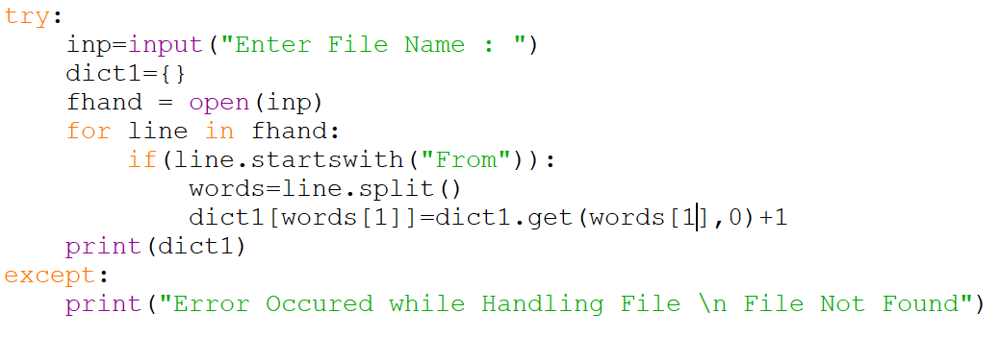 try:
    inp=input("Enter File Name : ")
    dict1={}
    fhand = open(inp)
    for line in fhand:
        if(line.startswith("From")):
            words=line.split()
            dict1[words[1]]=dict1.get(words[1],0)+1
    print(dict1)
except:
    print("Error Occured while Handling File \n File Not Found")